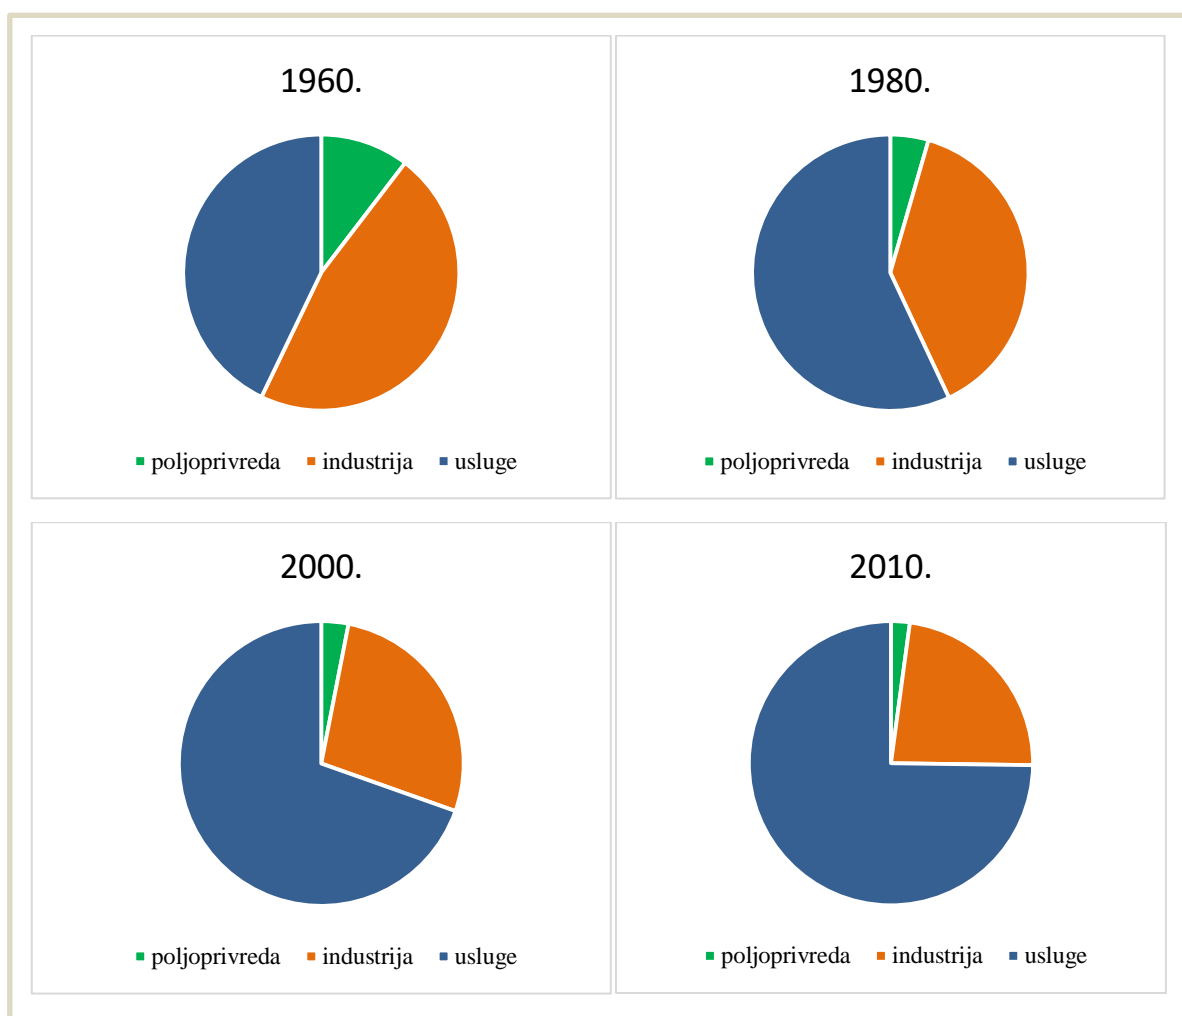 1960.
poljoprivreda industrija usluge
1980.
poljoprivreda industrija usluge
2000.
poljoprivreda industrija usluge
2010.
poljoprivreda industrija usluge